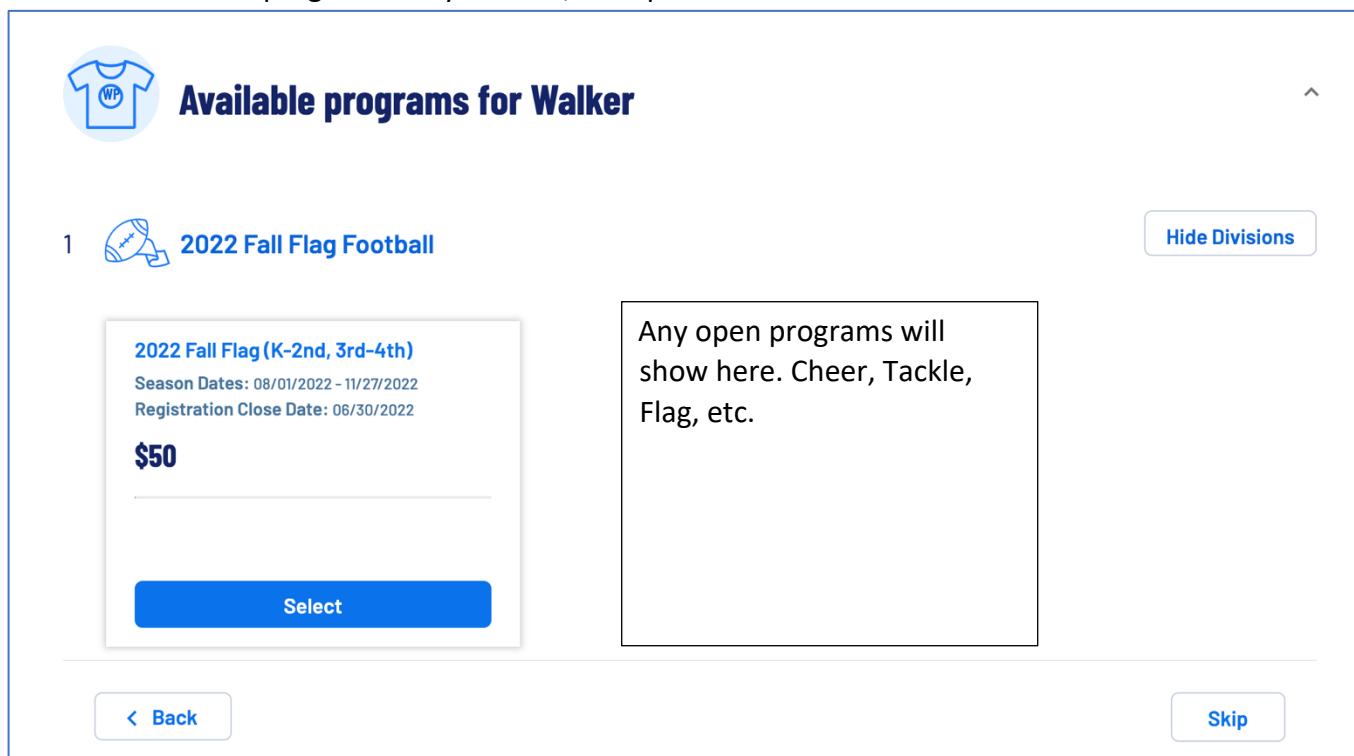 WP
Available programs for Walker
1 2022 Fall Flag Football
Hide Divisions
2022 Fall Flag (K-2nd, 3rd-4th)
Season Dates: 08/01/2022 - 11/27/2022
Registration Close Date: 06/30/2022
$50
Select
Any open programs will
show here. Cheer, Tackle,
Flag, etc.
< Back
Skip